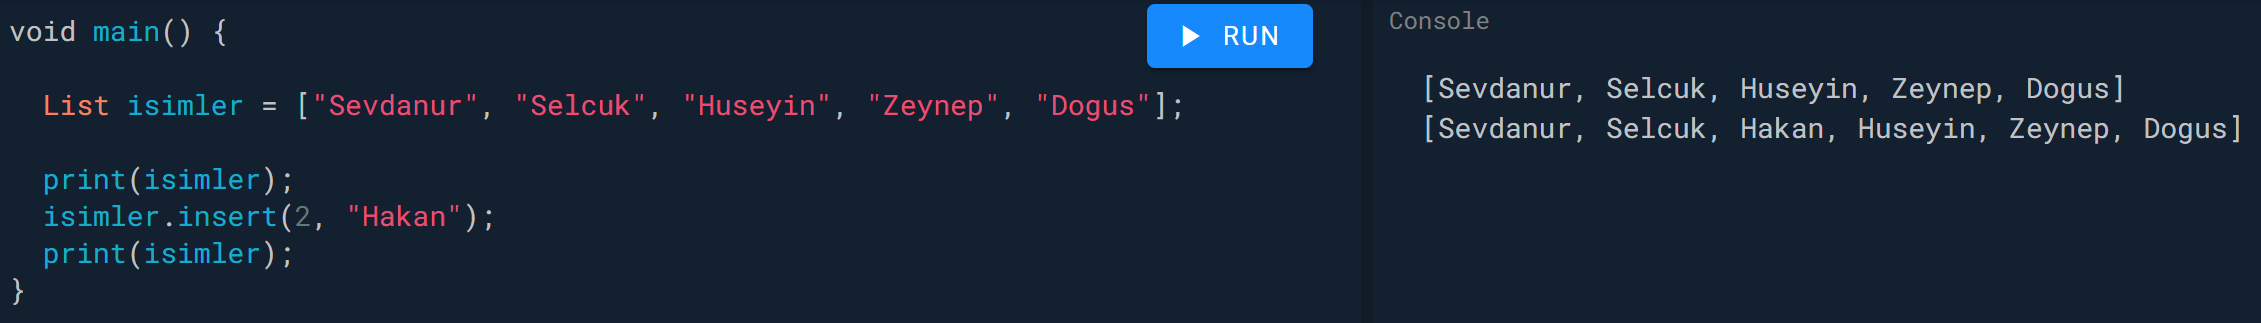 void main() {
RUN
List isimler = ["Sevdanur", "Selcuk", "Huseyin", "Zeynep", "Dogus"];
print(isimler);
isimler.insert(2, "Hakan");
print(isimler);
}
Console
[Sevdanur, Selcuk, Huseyin, Zeynep, Dogus]
[Sevdanur, Selcuk, Hakan, Huseyin, Zeynep, Dogus]